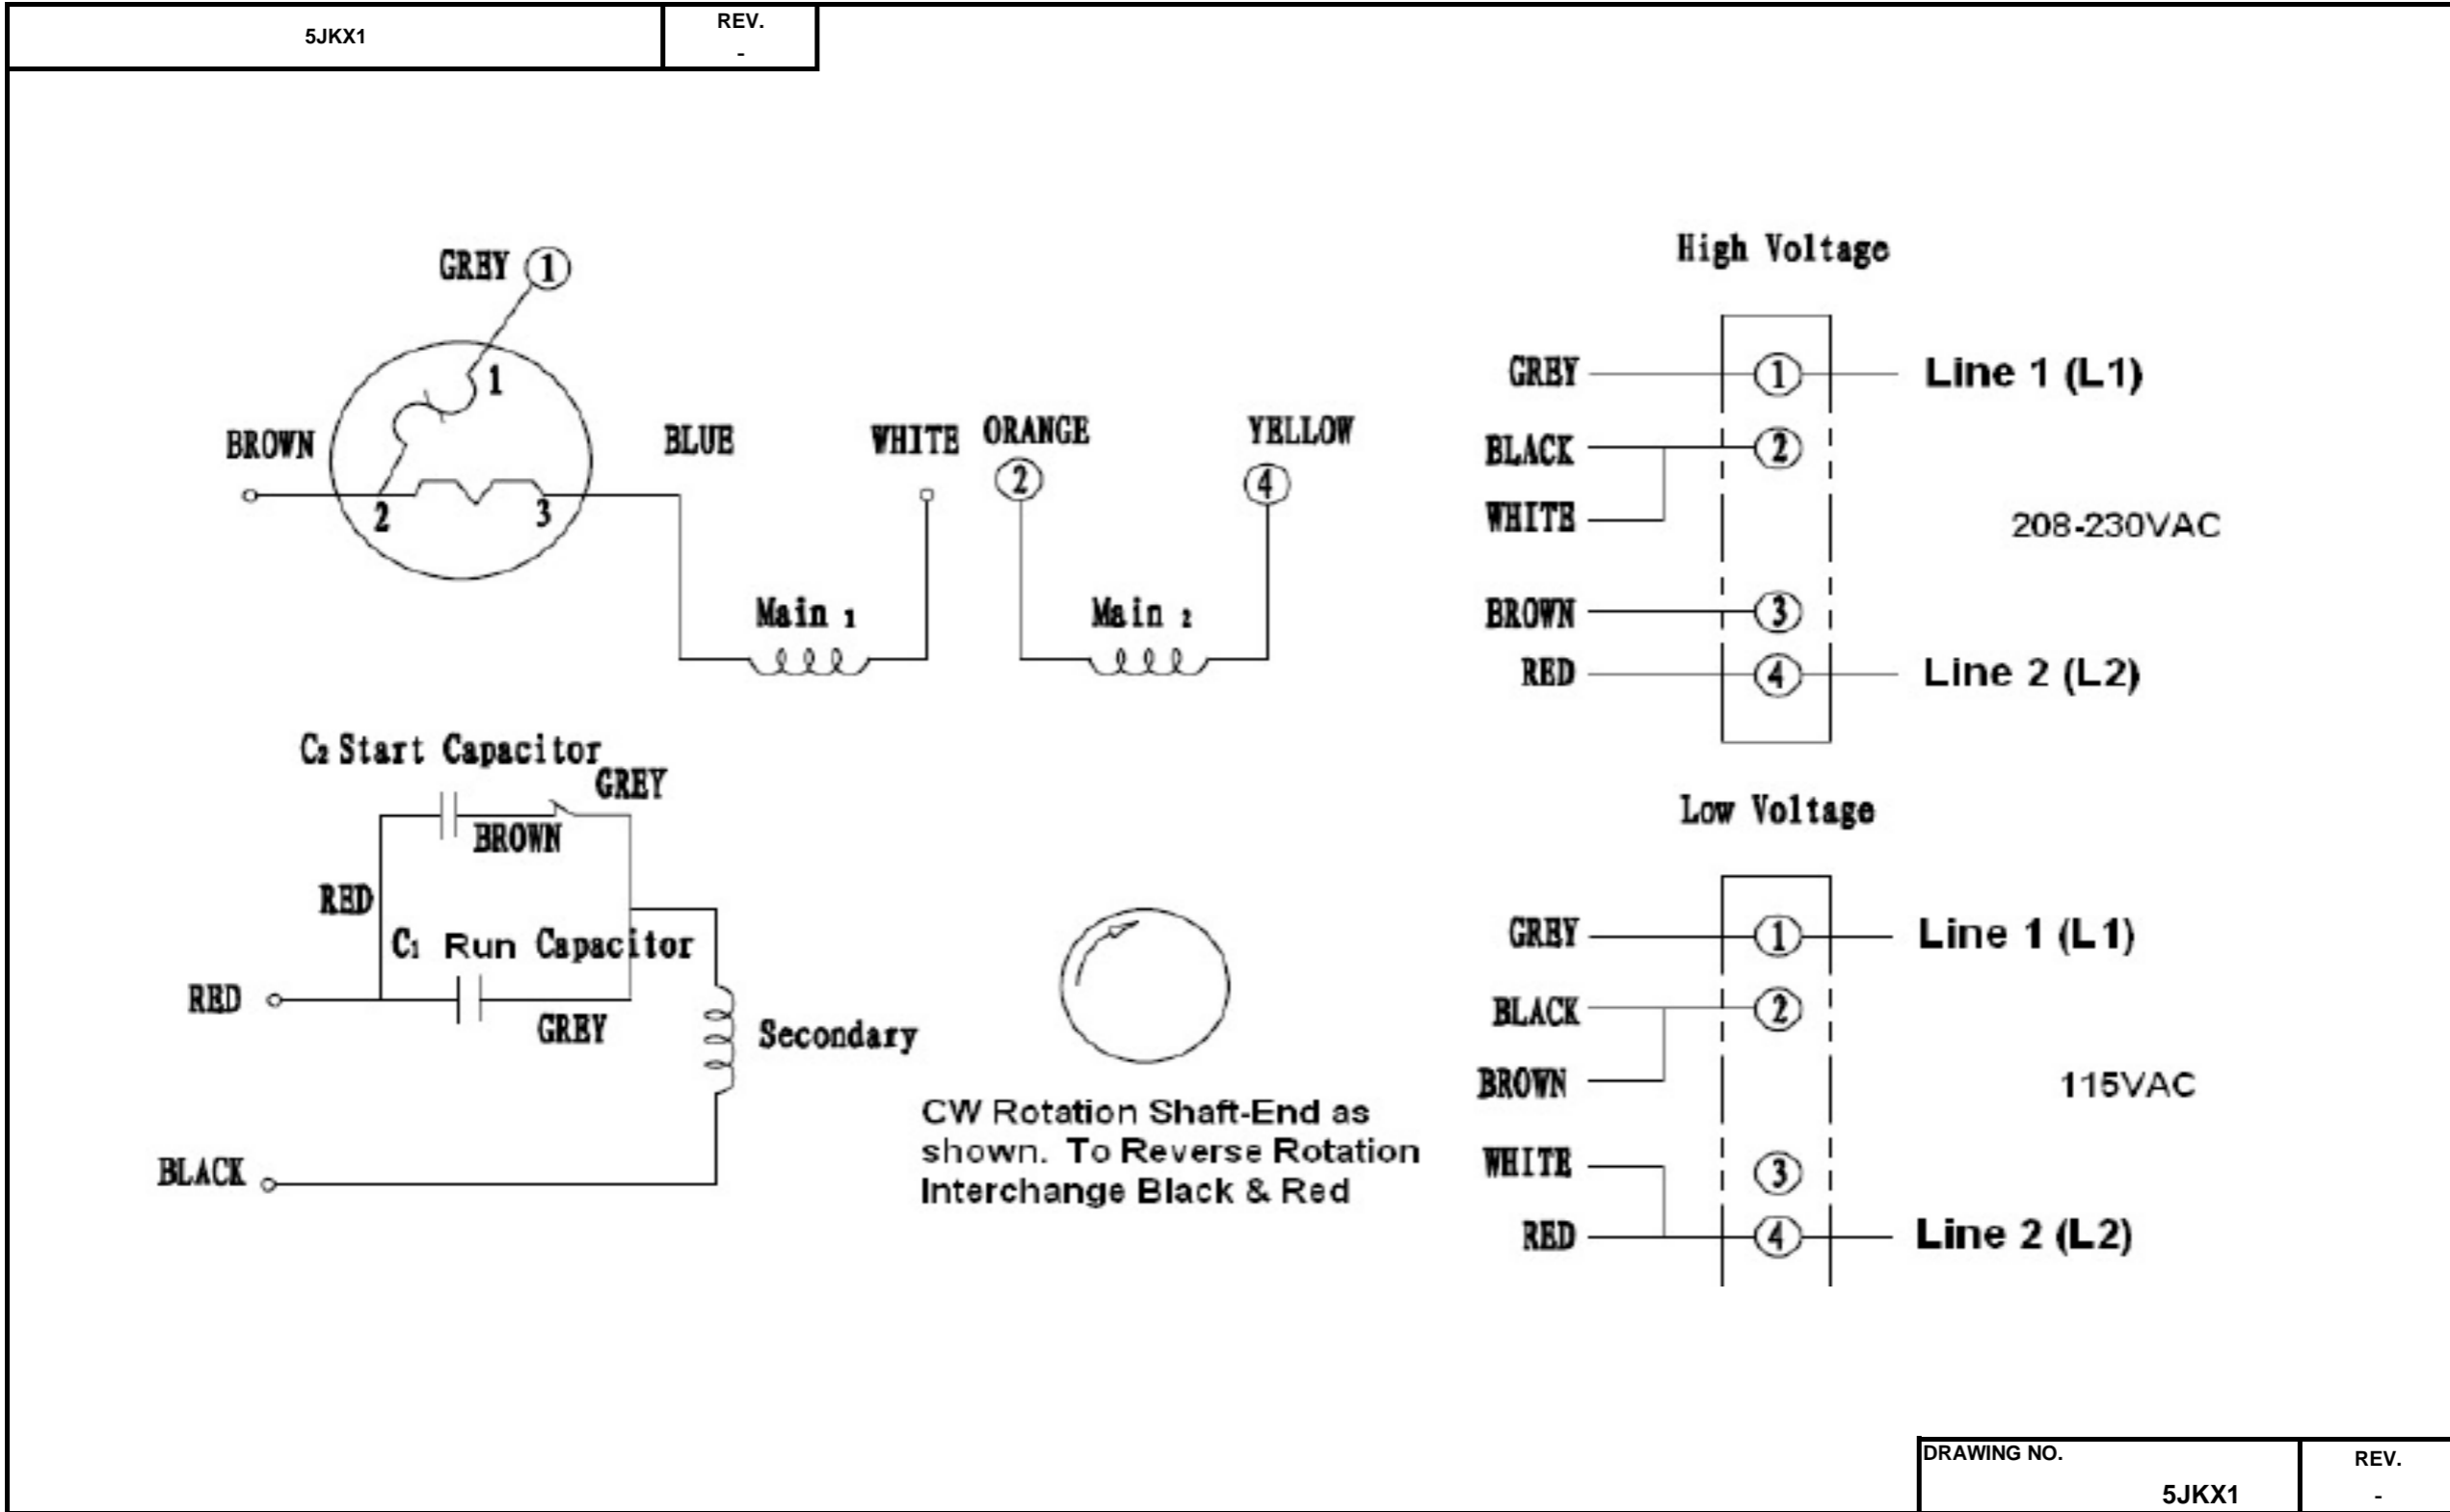 5JKX1
REV.
-
GREY 1
1
BROWN
2
3
BLUE
WHITE
ORANGE
2
YELLOW
4
Main 1
Main 2
C2 Start Capacitor
GREY
BROWN
RED
C1 Run Capacitor
RED
GREY
Secondary
BLACK
CW Rotation Shaft-End as
shown. To Reverse Rotation
Interchange Black & Red
High Voltage
GREY 1 Line 1 (L1)
BLACK 2
WHITE
208-230VAC
BROWN 3
RED 4 Line 2 (L2)
Low Voltage
GREY 1 Line 1 (L1)
BLACK 2
BROWN
115VAC
WHITE 3
RED 4 Line 2 (L2)
DRAWING NO.
5JKX1
REV.
-